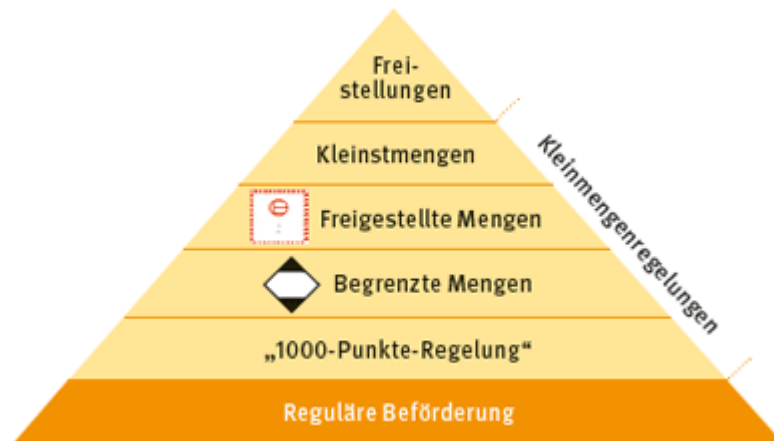 Frei-
stellungen
Kleinstmengen
Freigestellte Mengen
Begrenzte Mengen
„1000-Punkte-Regelung“
Reguläre Beförderung
Kleinmengenregelungen